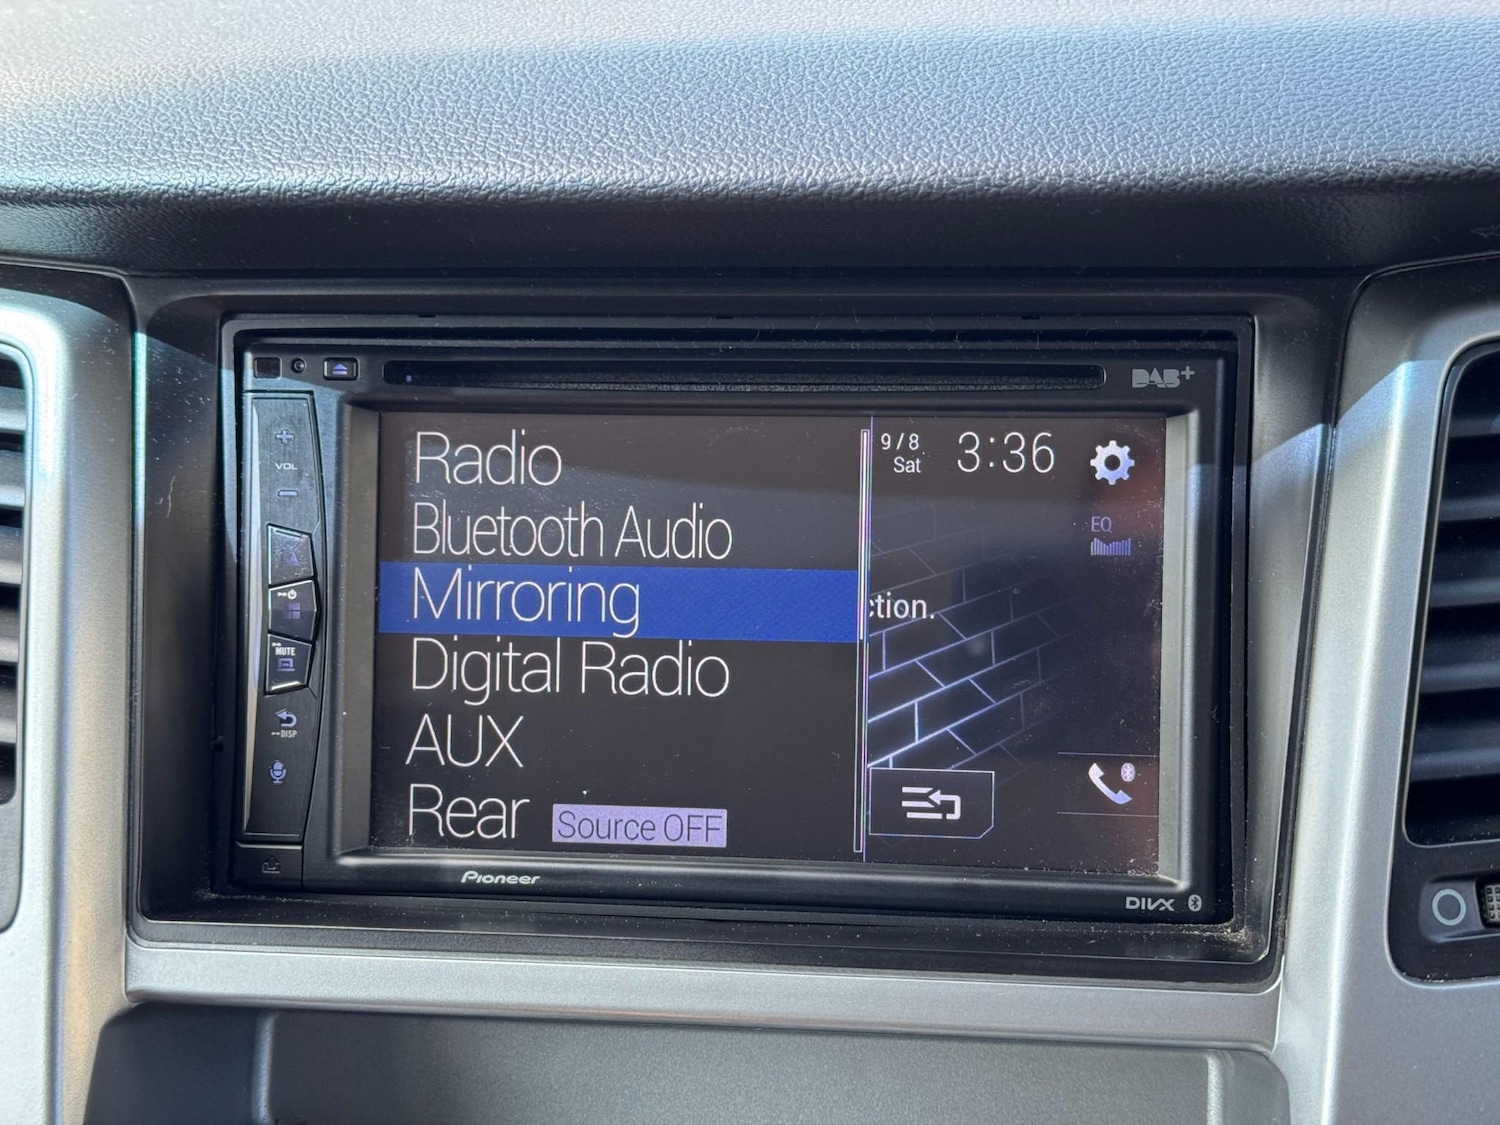 DAB+
VOL
MUTE
DISP
Radio
Bluetooth Audio
Mirroring
Digital Radio
AUX
Rear
Source OFF
9/8
Sat
3:36
EQ
ction.
Pioneer
DIVX